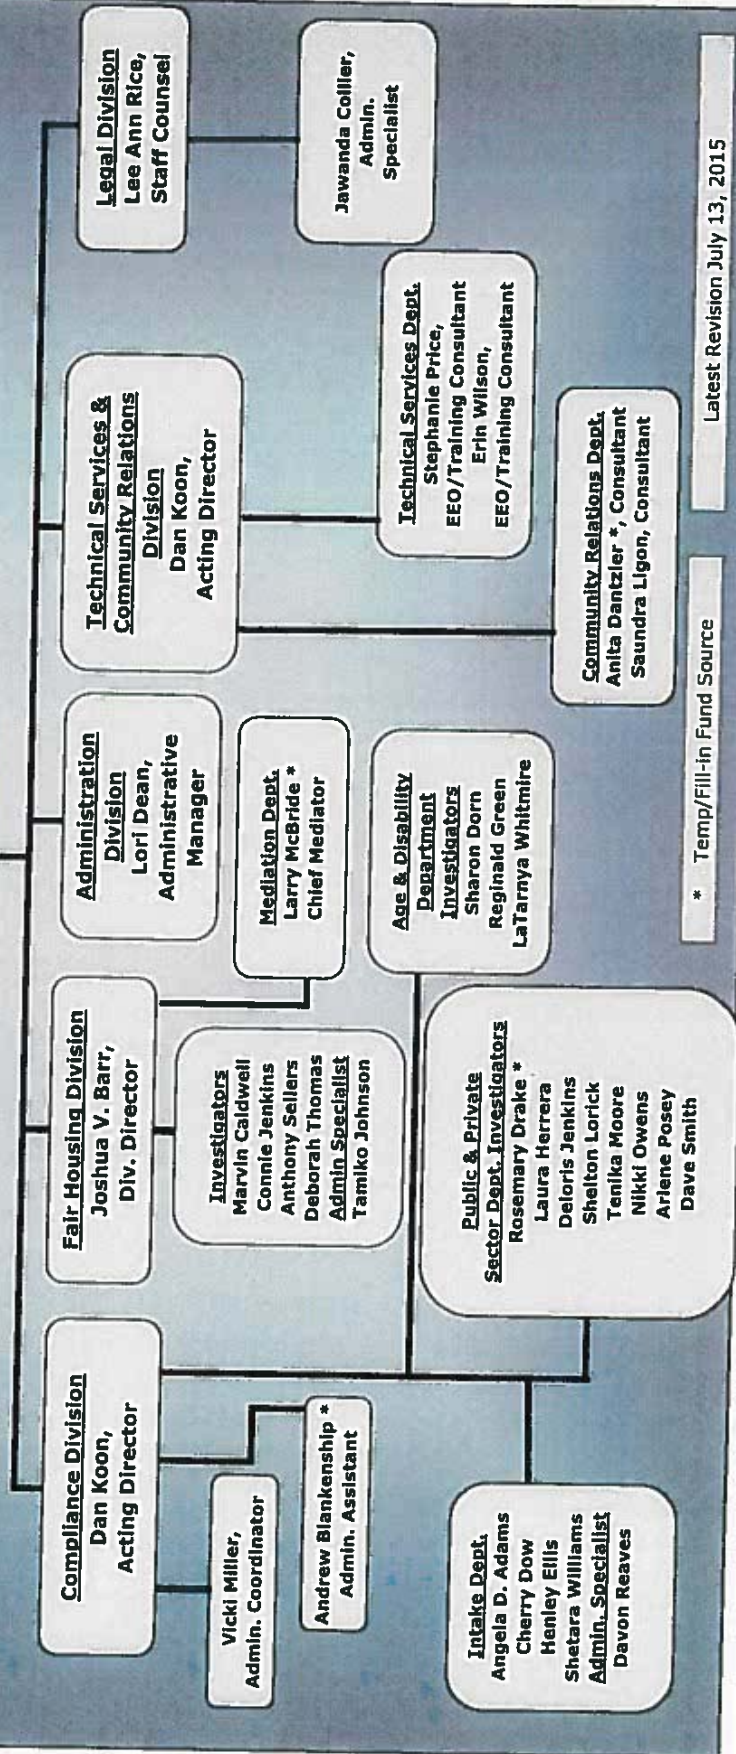 Compliance Division
Dan Koon,
Acting Director
Vicki Miller,
Admin. Coordinator
Andrew Blankenship *
Admin. Assistant
Intake Dept.
Angela D. Adams
Cherry Dow
Henley Ellis
Shetara Williams
Admin. Specialist
Davon Reaves
Public & Private
Sector Dept. Investigators
Rosemary Drake *
Laura Herrera
Deloris Jenkins
Shelton Lorick
Tenika Moore
Nikki Owens
Arlene Posey
Dave Smith
Age & Disability
Department
Investigators
Sharon Dorn
Reginald Green
LaTarnya Whitmire
Fair Housing Division
Joshua V. Barr,
Div. Director
Investigators
Marvin Caldwell
Connie Jenkins
Anthony Sellers
Deborah Thomas
Admin Specialist
Tamiko Johnson
Mediation Dept.
Larry McBride *
Chief Mediator
Administration
Division
Lori Dean,
Administrative
Manager
Technical Services &
Community Relations
Division
Dan Koon,
Acting Director
Technical Services Dept.
Stephanie Price,
EEO/Training Consultant
Erin Wilson,
EEO/Training Consultant
Community Relations Dept.
Anita Dantzler *, Consultant
Saundra Ligon, Consultant
Legal Division
Lee Ann Rice,
Staff Counsel
Jawanda Collier,
Admin.
Specialist
* Temp/Fill-in Fund Source
Latest Revision July 13, 2015